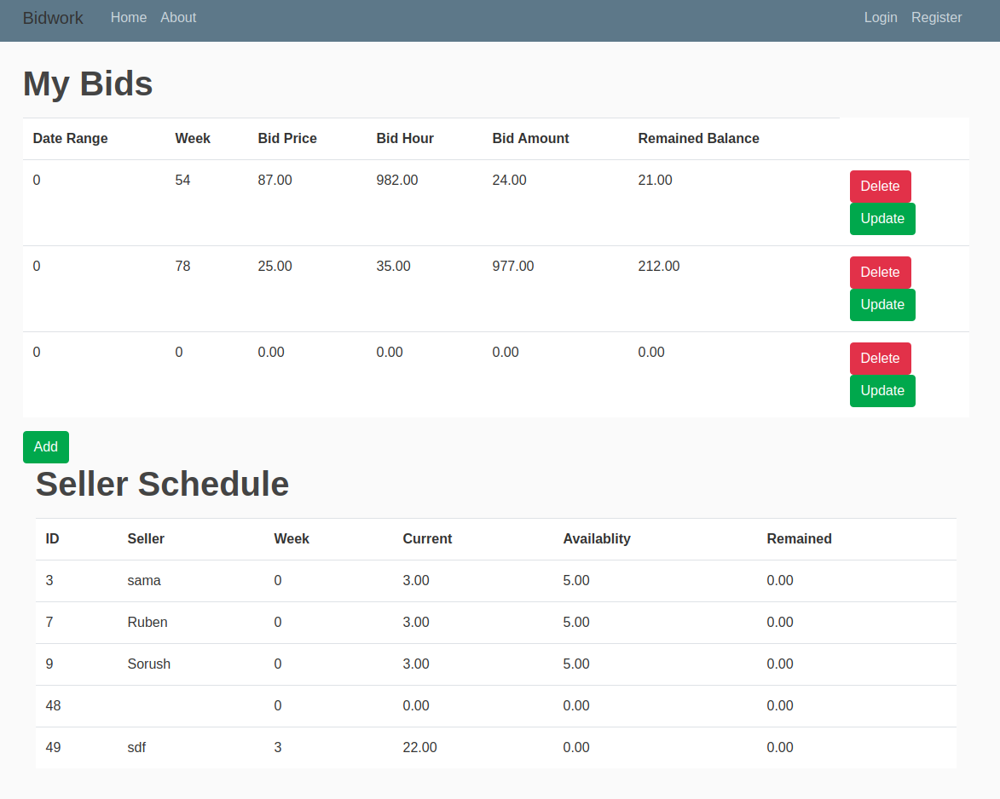 Bidwork Home About Login Register
My Bids
Date Range Week Bid Price Bid Hour Bid Amount Remained Balance
0 54 87.00 982.00 24.00 21.00 Delete
Update
0 78 25.00 35.00 977.00 212.00 Delete
Update
0 0 0.00 0.00 0.00 0.00 Delete
Update
Add
Seller Schedule
ID Seller Week Current Availablity Remained
3 sama 0 3.00 5.00 0.00
7 Ruben 0 3.00 5.00 0.00
9 Sorush 0 3.00 5.00 0.00
48 0 0.00 0.00 0.00
49 sdf 3 22.00 0.00 0.00